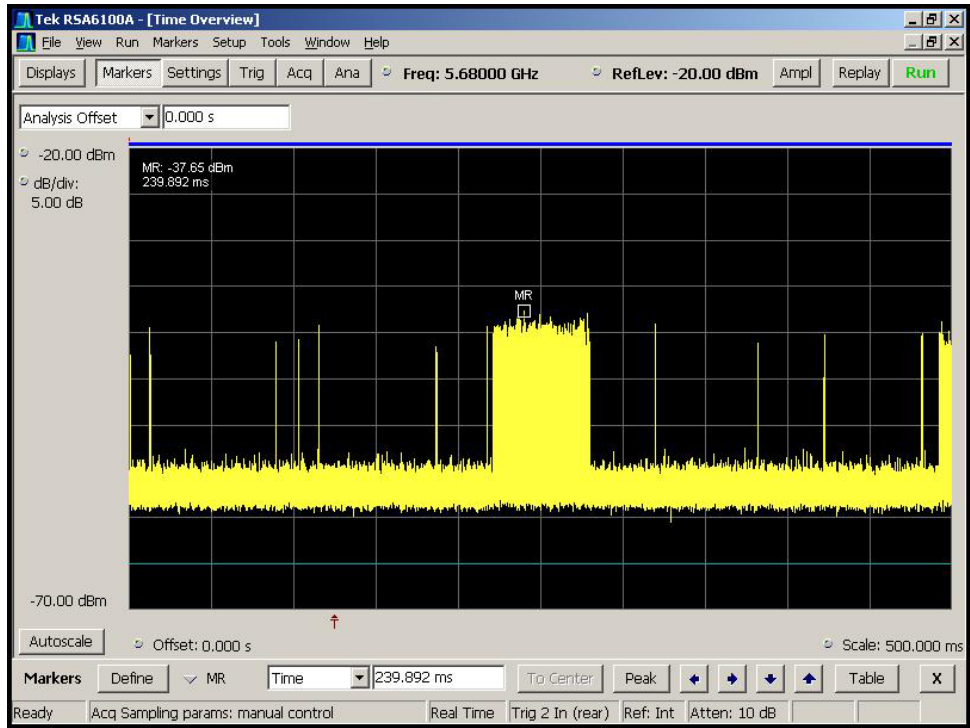 Tek RSA6100A - [Time Overview]
File View Run Markers Setup Tools Window Help
Displays Markers Settings Trig Acq Ana Freq: 5.68000 GHz RefLev: -20.00 dBm Ampl Replay Run
Analysis Offset 0.000 s
-20.00 dBm
dB/div:
5.00 dB
MR: -37.65 dBm
239.892 ms
MR
-70.00 dBm
Autoscale Offset: 0.000 s Scale: 500.000 ms
Markers Define MR Time 239.892 ms To Center Peak Table X
Ready Acq Sampling params: manual control Real Time Trig 2 In (rear) Ref: Int Atten: 10 dB